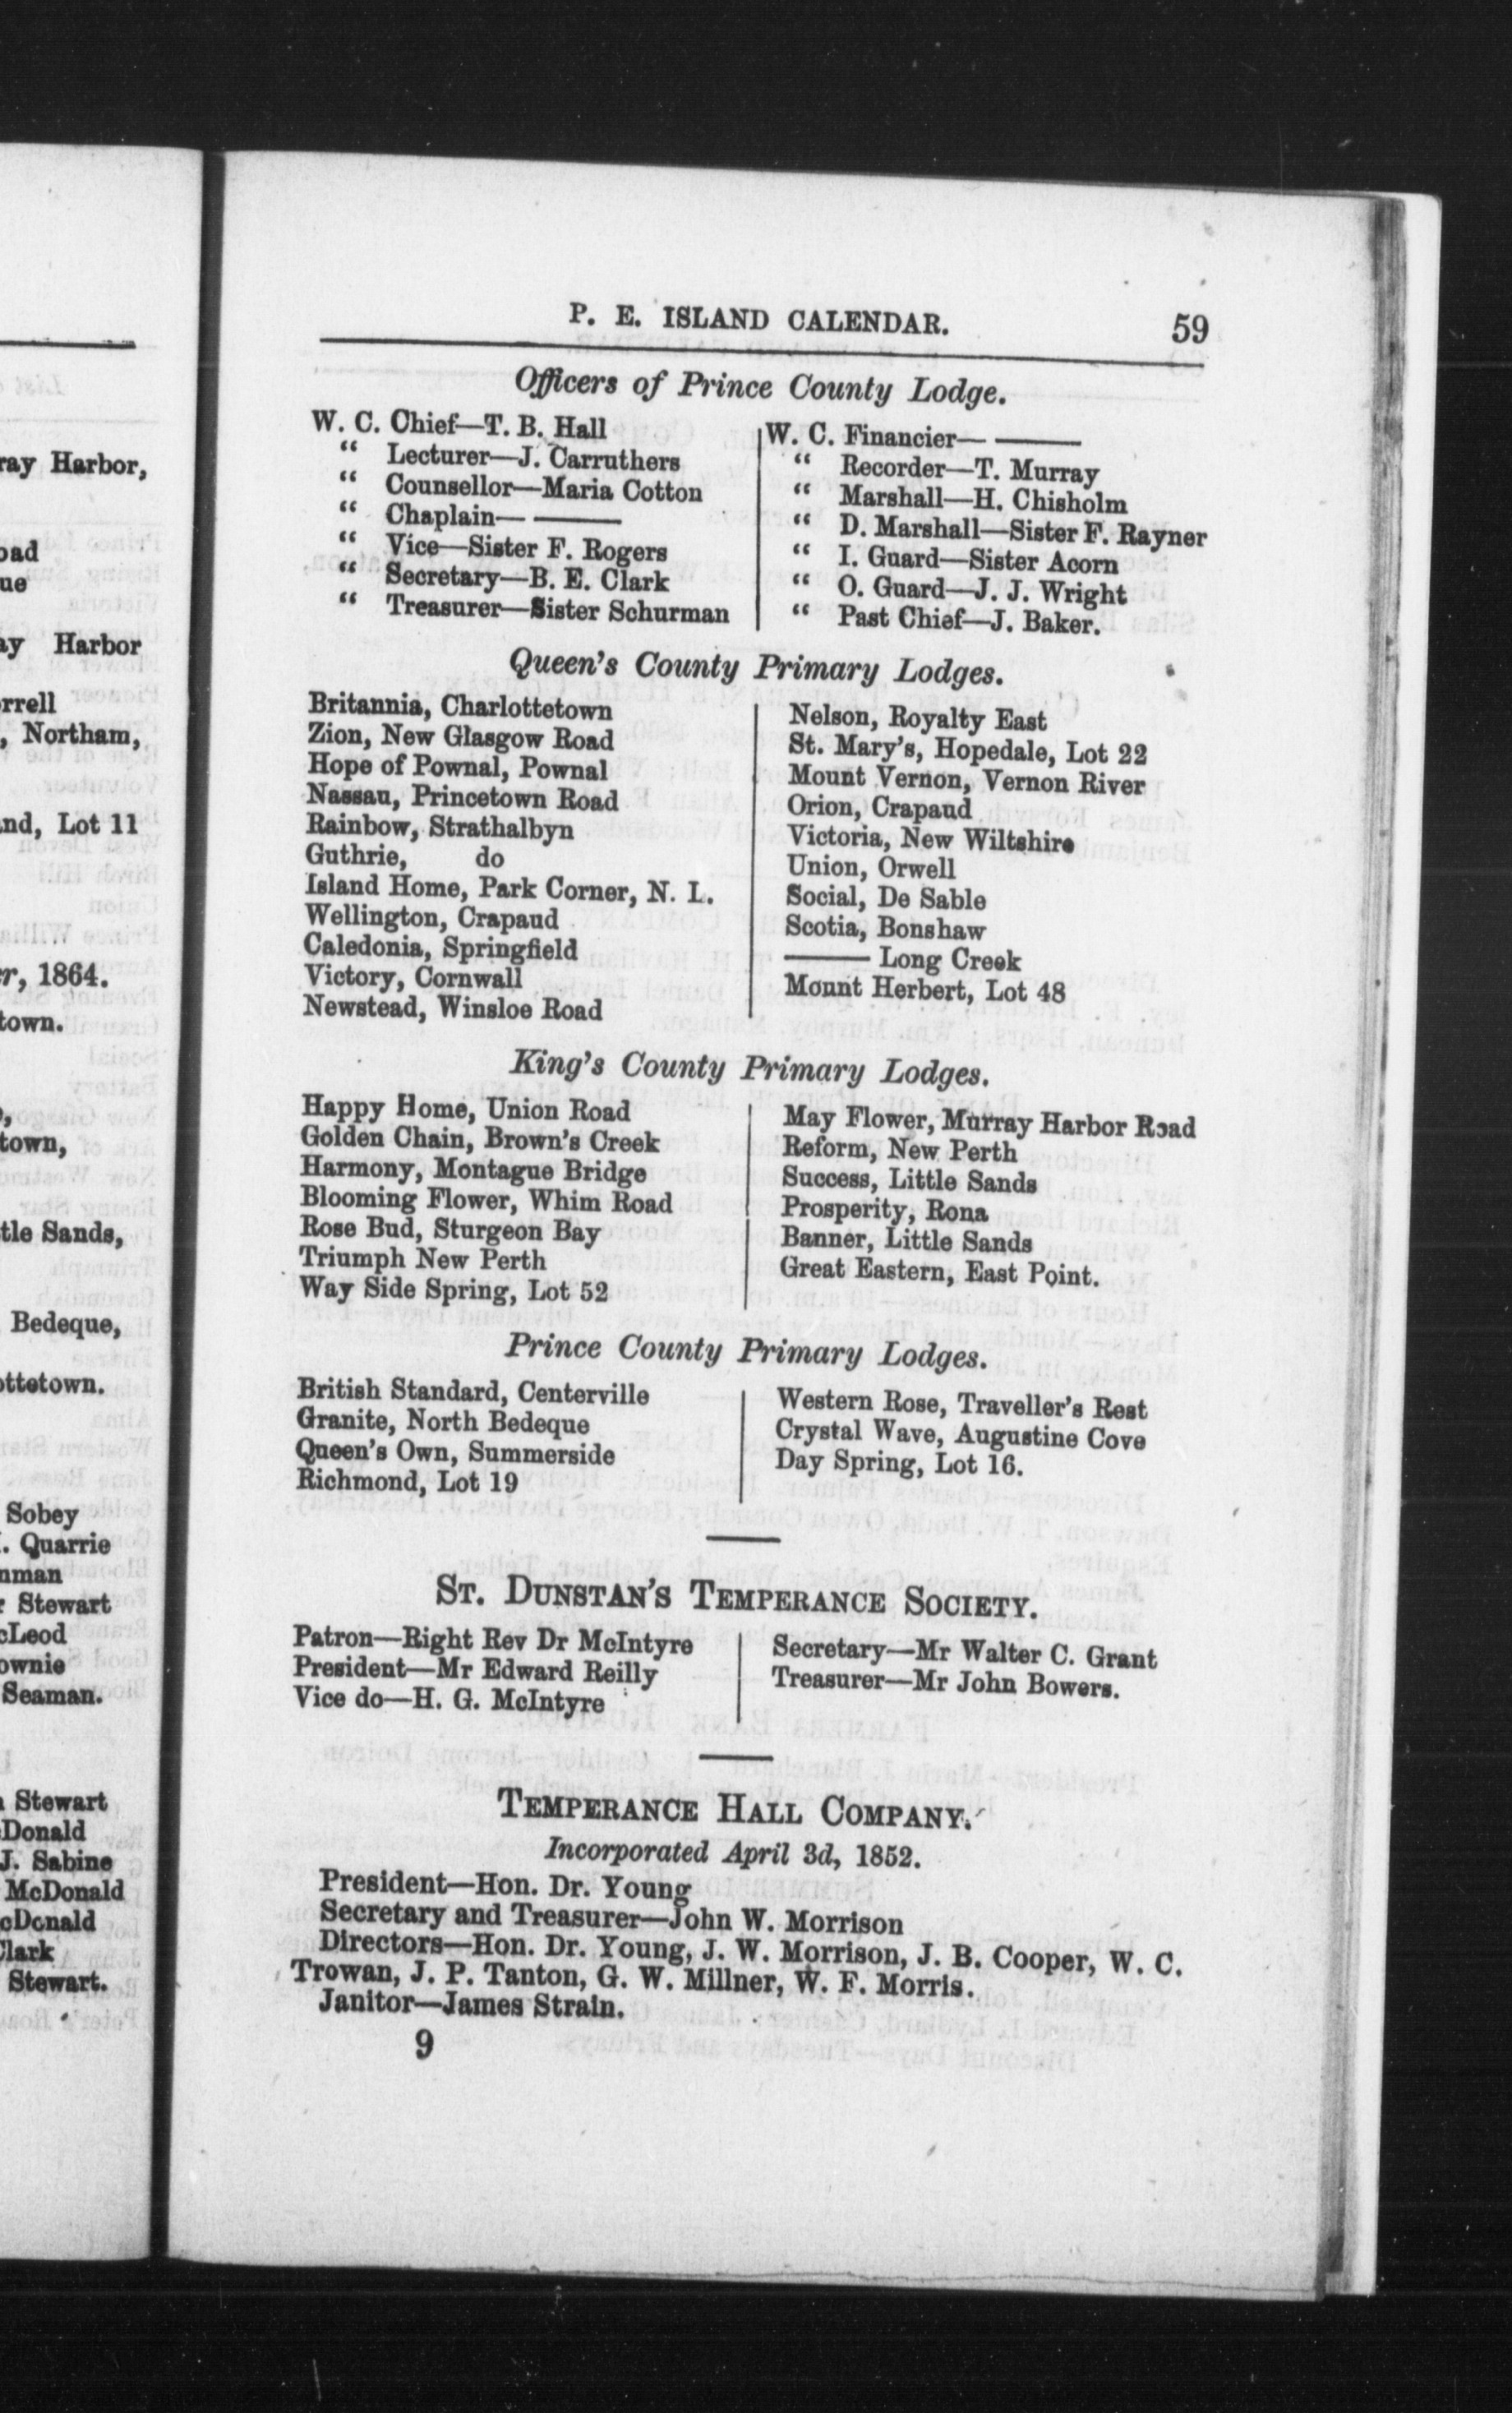 P. E. ISLAND CALENDAR. 59
Officers of Prince County Lodge.
W. C. Chief—T. B. Hall
“ Lecturer—J. Carruthers
“ Counsellor—Maria Cotton
“ Chaplain— ———
“ Vice—Sister F. Rogers
“ Secretary—B. E. Clark
“ Treasurer—Sister Schurman
W. C. Financier— ———
“ Recorder—T. Murray
“ Marshall—H. Chisholm
“ D. Marshall—Sister F. Rayner
“ I. Guard—Sister Acorn
“ O. Guard—J. J. Wright
“ Past Chief—J. Baker.
Queen's County Primary Lodges.
Britannia, Charlottetown
Zion, New Glasgow Road
Hope of Pownal, Pownal
Nassau, Princetown Road
Rainbow, Strathalbyn
Guthrie, do
Island Home, Park Corner, N. L.
Wellington, Crapaud
Caledonia, Springfield
Victory, Cornwall
Newstead, Winsloe Road
Nelson, Royalty East
St. Mary's, Hopedale, Lot 22
Mount Vernon, Vernon River
Orion, Crapaud
Victoria, New Wiltshire
Union, Orwell
Social, De Sable
Scotia, Bonshaw
——— Long Creek
Mount Herbert, Lot 48
King's County Primary Lodges.
Happy Home, Union Road
Golden Chain, Brown's Creek
Harmony, Montague Bridge
Blooming Flower, Whim Road
Rose Bud, Sturgeon Bay
Triumph New Perth
Way Side Spring, Lot 52
May Flower, Murray Harbor Road
Reform, New Perth
Success, Little Sands
Prosperity, Rona
Banner, Little Sands
Great Eastern, East Point.
Prince County Primary Lodges.
British Standard, Centerville
Granite, North Bedeque
Queen's Own, Summerside
Richmond, Lot 19
Western Rose, Traveller's Rest
Crystal Wave, Augustine Cove
Day Spring, Lot 16.
ST. DUNSTAN'S TEMPERANCE SOCIETY.
Patron—Right Rev Dr McIntyre
President—Mr Edward Reilly
Vice do—H. G. McIntyre
Secretary—Mr Walter C. Grant
Treasurer—Mr John Bowers.
TEMPERANCE HALL COMPANY.
Incorporated April 3d, 1852.
President—Hon. Dr. Young
Secretary and Treasurer—John W. Morrison
Directors—Hon. Dr. Young, J. W. Morrison, J. B. Cooper, W. C.
Trowan, J. P. Tanton, G. W. Millner, W. F. Morris.
Janitor—James Strain.
9